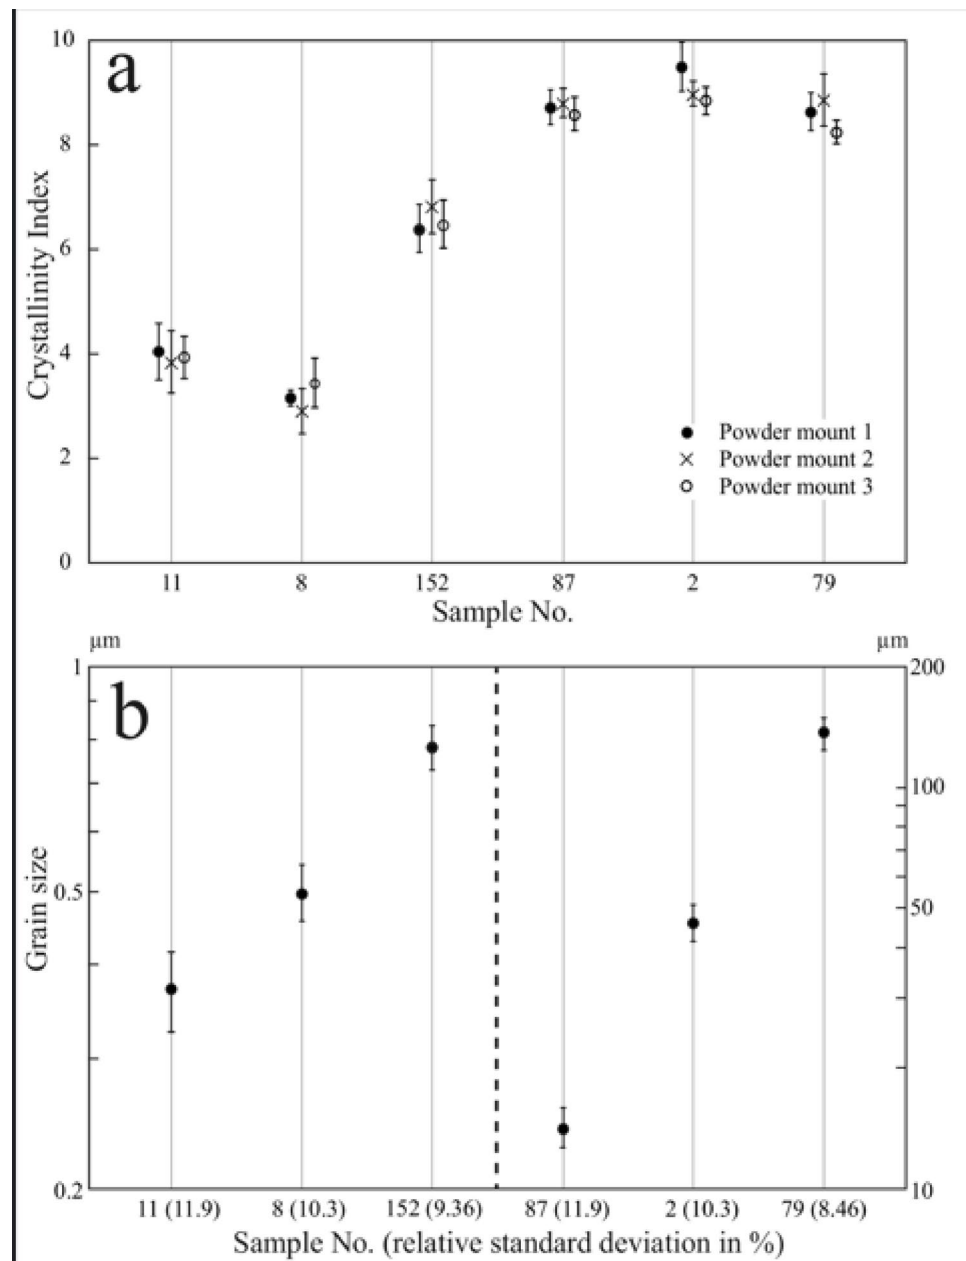 a
10
8
6
4
2
0
Crystallinity Index
Powder mount 1
Powder mount 2
Powder mount 3
11 8 152 87 2 79
Sample No.
µm µm
b
1
0.5
0.2
Grain size
200
100
50
10
11 (11.9) 8 (10.3) 152 (9.36) 87 (11.9) 2 (10.3) 79 (8.46)
Sample No. (relative standard deviation in %)